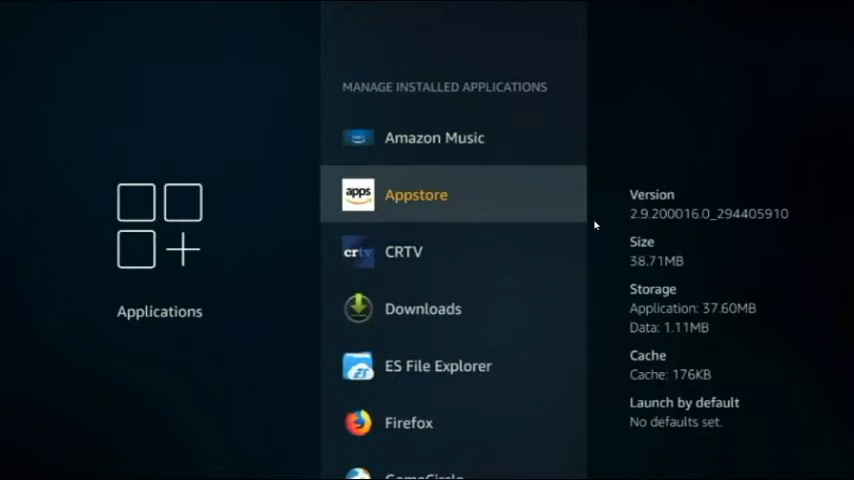 MANAGE INSTALLED APPLICATIONS
Amazon Music
apps
Appstore
crtv
CRTV
Downloads
ES
ES File Explorer
Firefox
Applications
Version
2.9.200016.0_294405910
Size
38.71MB
Storage
Application: 37.60MB
Data: 1.11MB
Cache
Cache: 176KB
Launch by default
No defaults set.